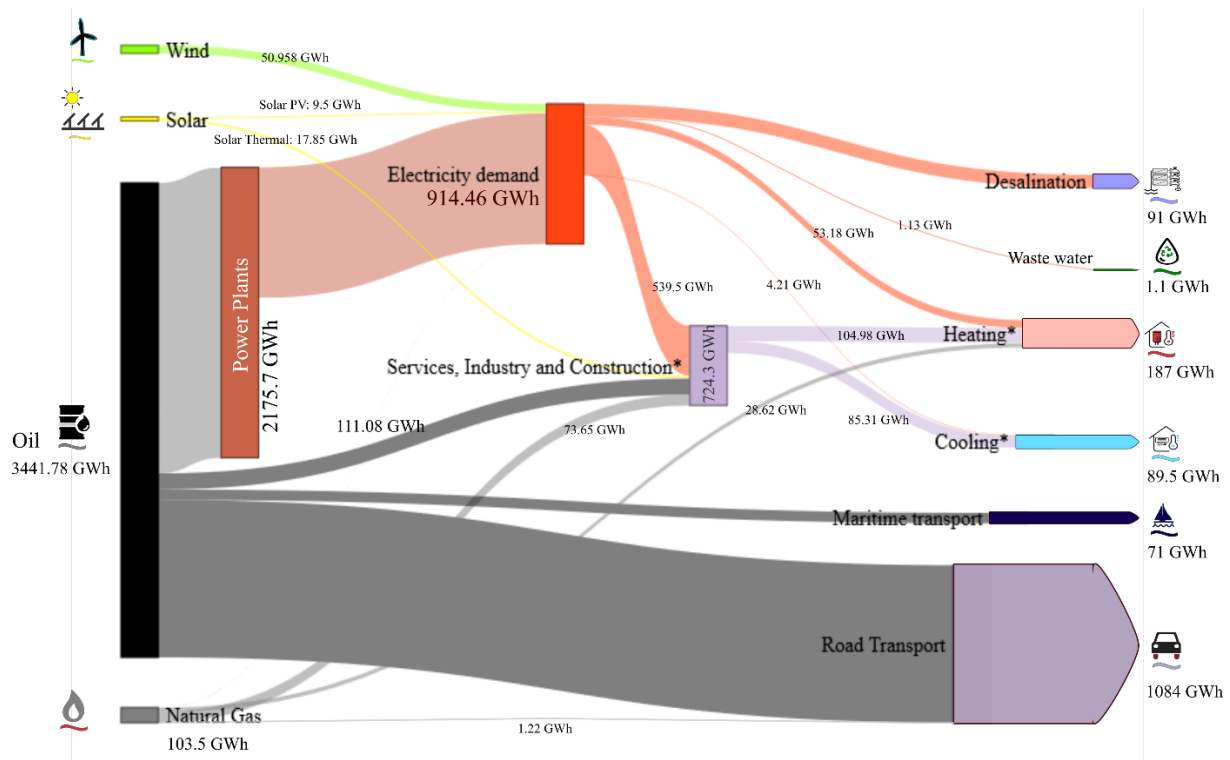 Wind
50.958 GWh
Solar PV: 9.5 GWh
Solar
Solar Thermal: 17.85 GWh
Electricity demand
914.46 GWh
Desalination
91 GWh
53.18 GWh
1.13 GWh
Waste water
1.1 GWh
Power Plants
2175.7 GWh
539.5 GWh
4.21 GWh
724.3 GWh
104.98 GWh
Heating*
187 GWh
Services, Industry and Construction*
111.08 GWh
28.62 GWh
73.65 GWh
85.31 GWh
Cooling*
89.5 GWh
Oil
3441.78 GWh
Maritime transport
71 GWh
Road Transport
1084 GWh
Natural Gas
103.5 GWh
1.22 GWh